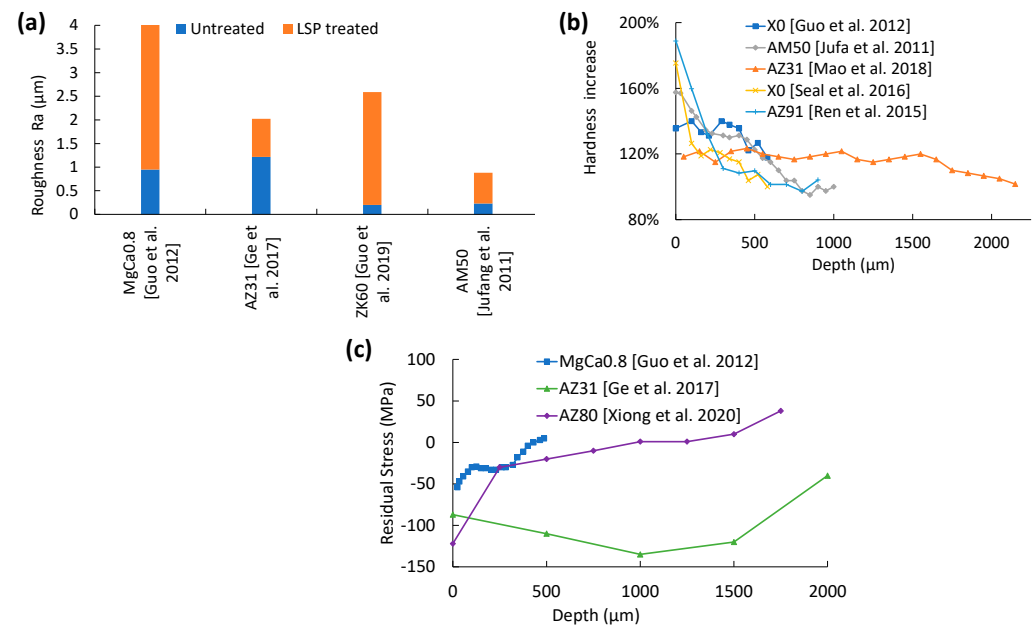 (a)
Untreated LSP treated
4
3.5
3
2.5
2
1.5
1
0.5
0
Roughness Ra (μm)
MgCa0.8
[Guo et al.
2012]
AZ31 [Ge et
al. 2017]
ZK60 [Guo et
al. 2019]
AM50
[Jufang et al.
2011]
(b)
X0 [Guo et al. 2012]
AM50 [Jufa et al. 2011]
AZ31 [Mao et al. 2018]
X0 [Seal et al. 2016]
AZ91 [Ren et al. 2015]
200%
160%
120%
80%
Hardness increase
0 500 1000 1500 2000
Depth (μm)
(c)
MgCa0.8 [Guo et al. 2012]
AZ31 [Ge et al. 2017]
AZ80 [Xiong et al. 2020]
100
50
0
-50
-100
-150
Residual Stress (MPa)
0 500 1000 1500 2000
Depth (μm)